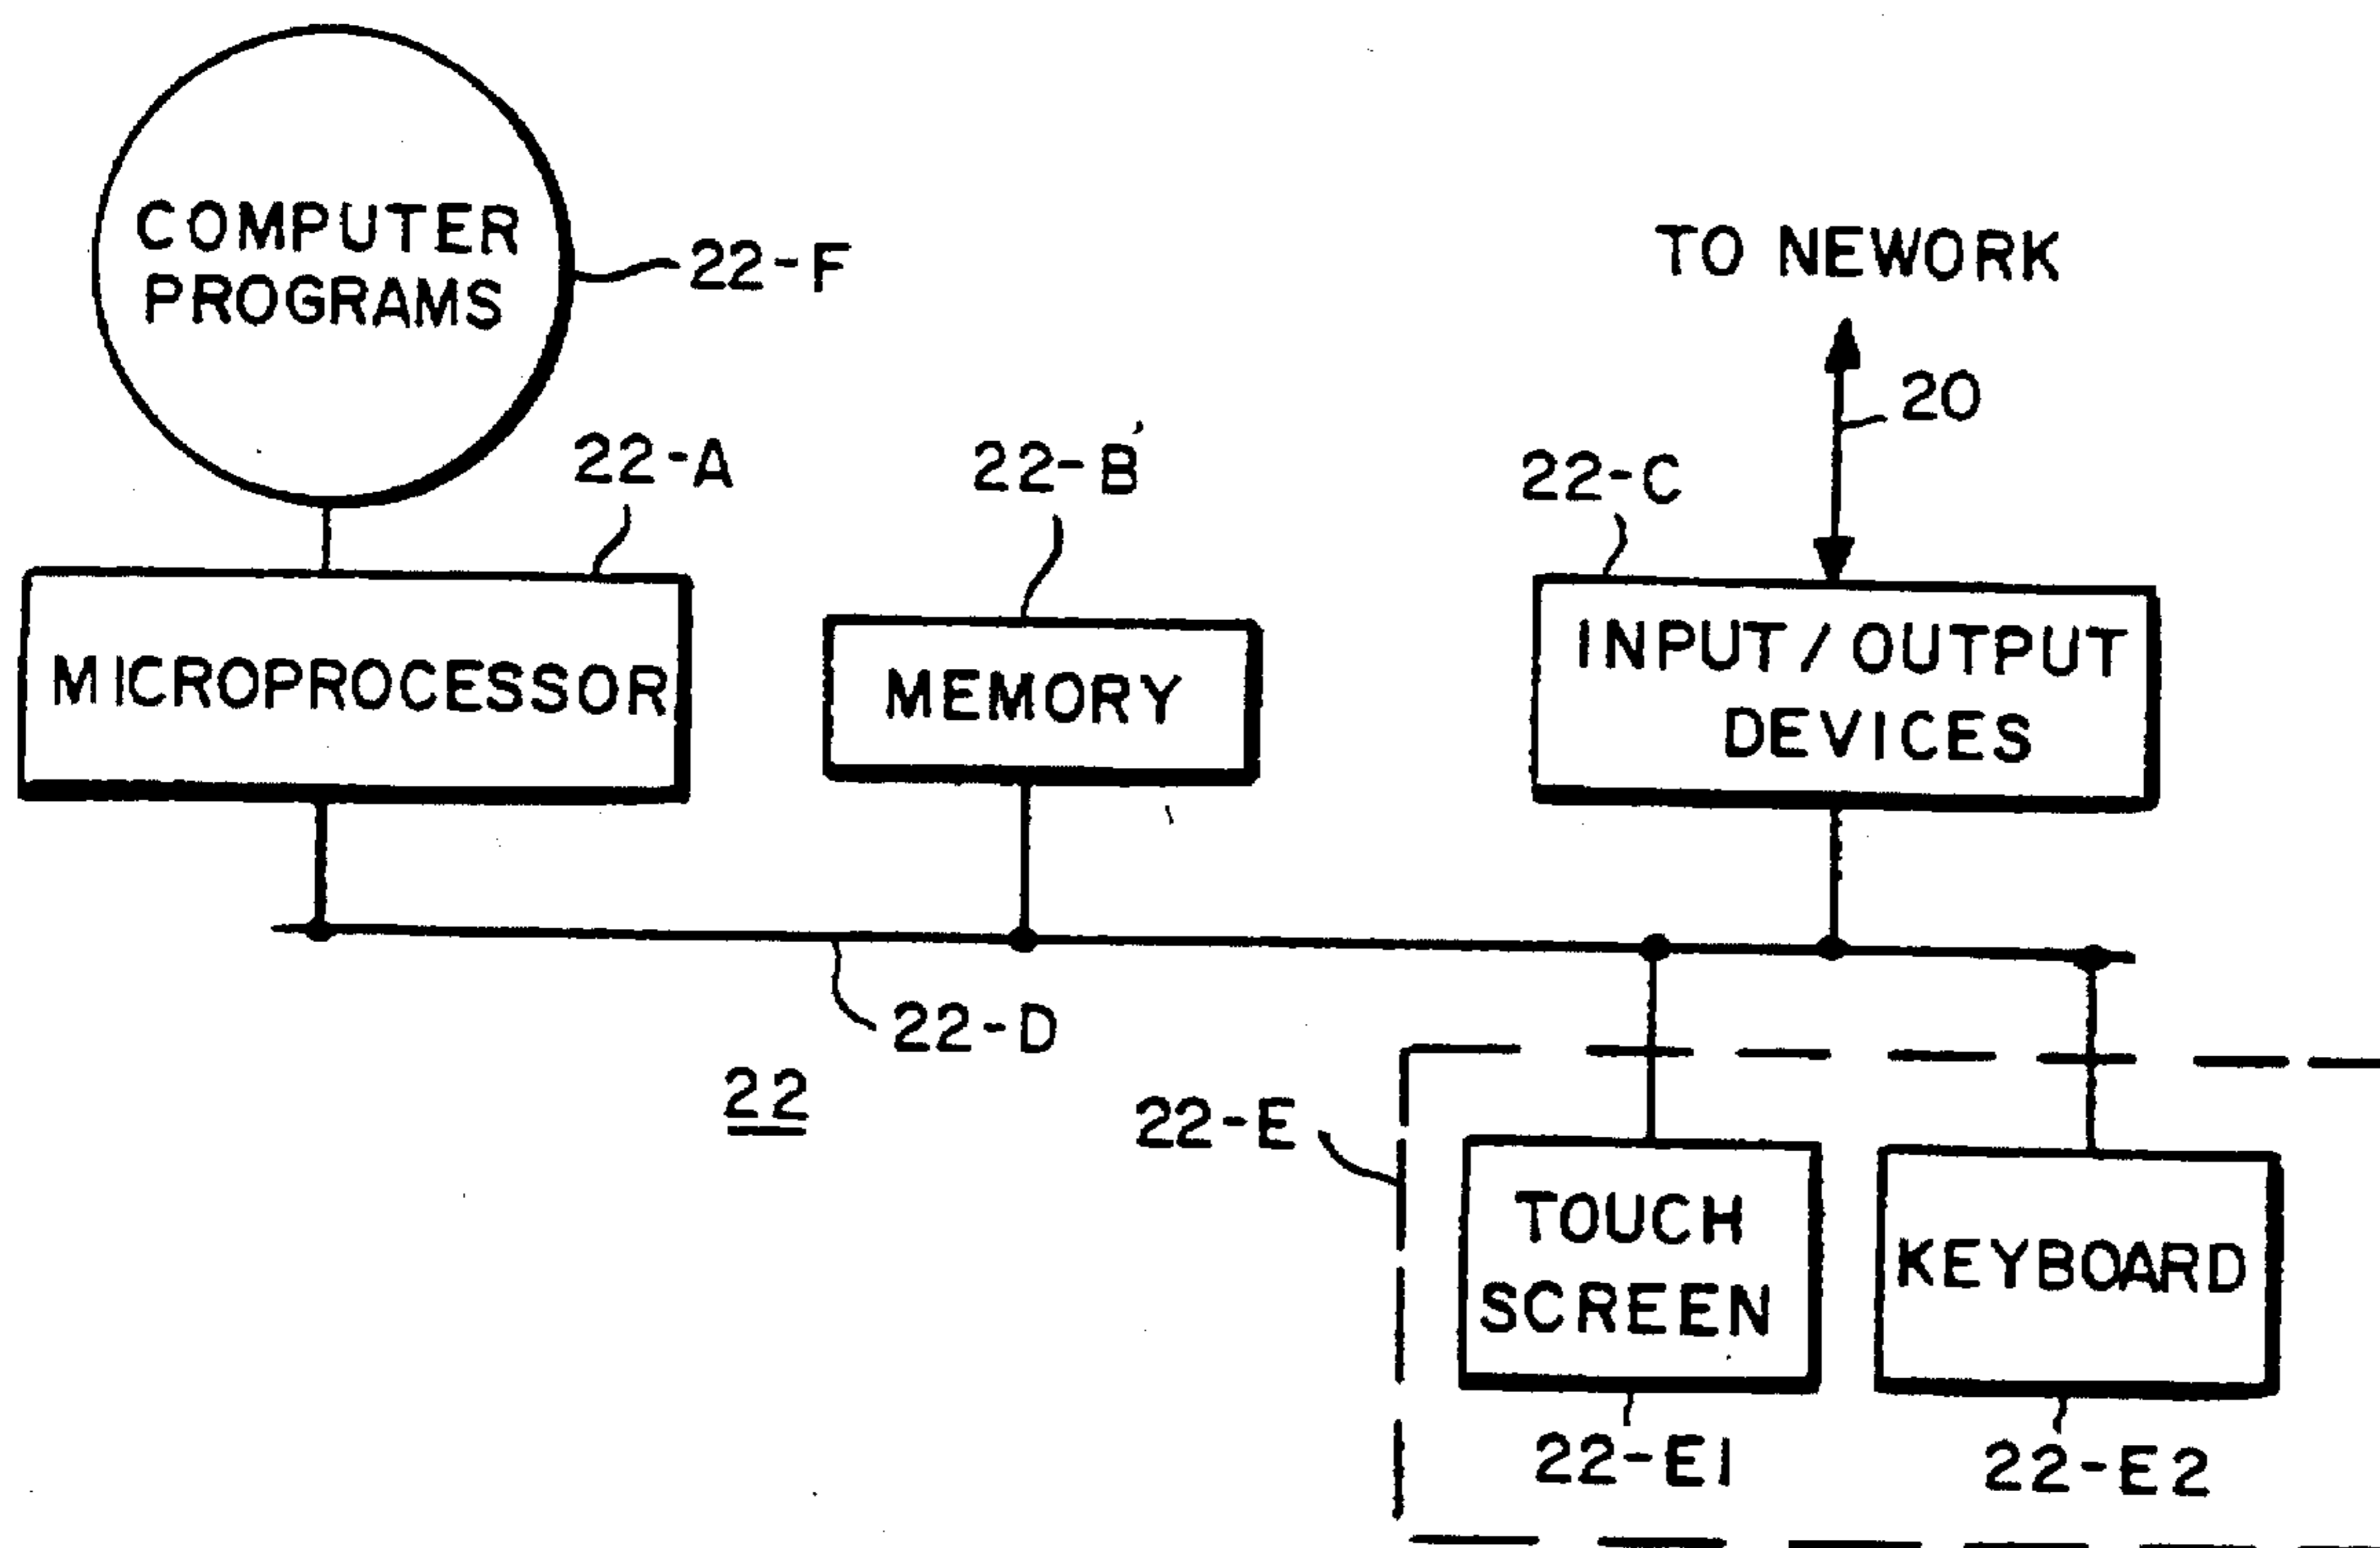 COMPUTER
PROGRAMS
22-F
TO NEWORK
20
22-A
22-B
22-C
MICROPROCESSOR
MEMORY
INPUT/OUTPUT
DEVICES
22-D
22
22-E
TOUCH
SCREEN
KEYBOARD
22-E1
22-E2